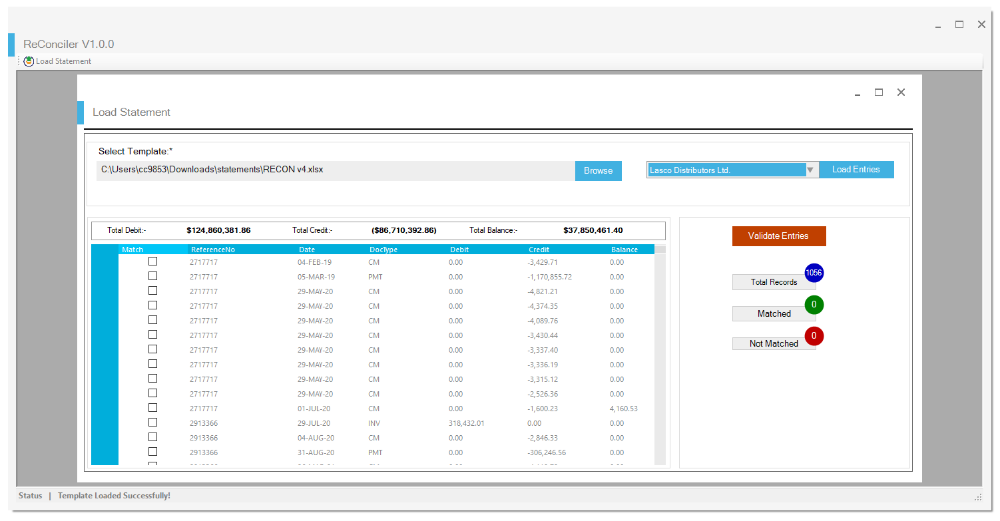 ReConciler V1.0.0
Load Statement
Load Statement
Select Template:*
C:\Users\cc9853\Downloads\statements\RECON v4.xlsx Browse Lasco Distributors Ltd. Load Entries
Total Debit:- $124,860,381.86 Total Credit:- ($86,710,392.86) Total Balance:- $37,850,461.40
Match ReferenceNo Date DocType Debit Credit Balance
2717717 04-FEB-19 CM 0.00 -3,429.71 0.00
2717717 05-MAR-19 PMT 0.00 -1,170,855.72 0.00
2717717 29-MAY-20 CM 0.00 -4,821.21 0.00
2717717 29-MAY-20 CM 0.00 -4,374.35 0.00
2717717 29-MAY-20 CM 0.00 -4,089.76 0.00
2717717 29-MAY-20 CM 0.00 -3,430.44 0.00
2717717 29-MAY-20 CM 0.00 -3,337.40 0.00
2717717 29-MAY-20 CM 0.00 -3,336.19 0.00
2717717 29-MAY-20 CM 0.00 -3,315.12 0.00
2717717 29-MAY-20 CM 0.00 -2,526.36 0.00
2717717 01-JUL-20 CM 0.00 -1,600.23 4,160.53
2913366 29-JUL-20 INV 318,432.01 0.00 0.00
2913366 04-AUG-20 CM 0.00 -2,846.33 0.00
2913366 31-AUG-20 PMT 0.00 -306,246.56 0.00
Validate Entries
1056
Total Records
0
Matched
0
Not Matched
Status | Template Loaded Successfully!